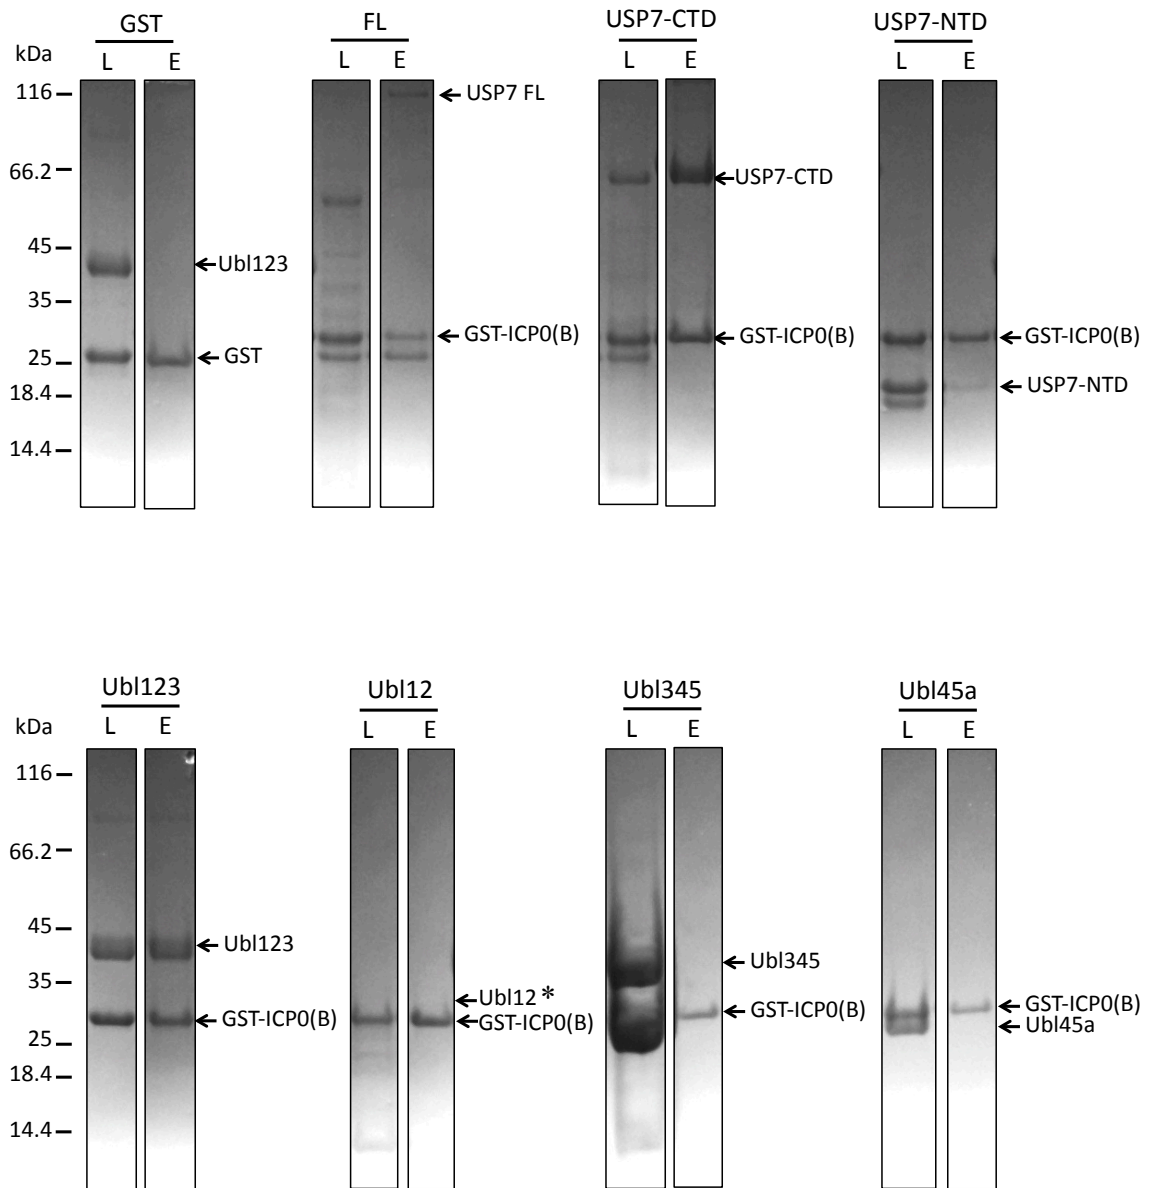 GST FL USP7-CTD USP7-NTD
kDa L E L E L E L E
116 USP7 FL
66.2 USP7-CTD
45 Ubl123
35 GST-ICP0(B) GST-ICP0(B) GST-ICP0(B)
25 GST
18.4 USP7-NTD
14.4
Ubl123 Ubl12 Ubl345 Ubl45a
kDa L E L E L E L E
116
66.2
45 Ubl123
Ubl345
35 Ubl12*
GST-ICP0(B) GST-ICP0(B) GST-ICP0(B) GST-ICP0(B)
25 Ubl45a
18.4
14.4